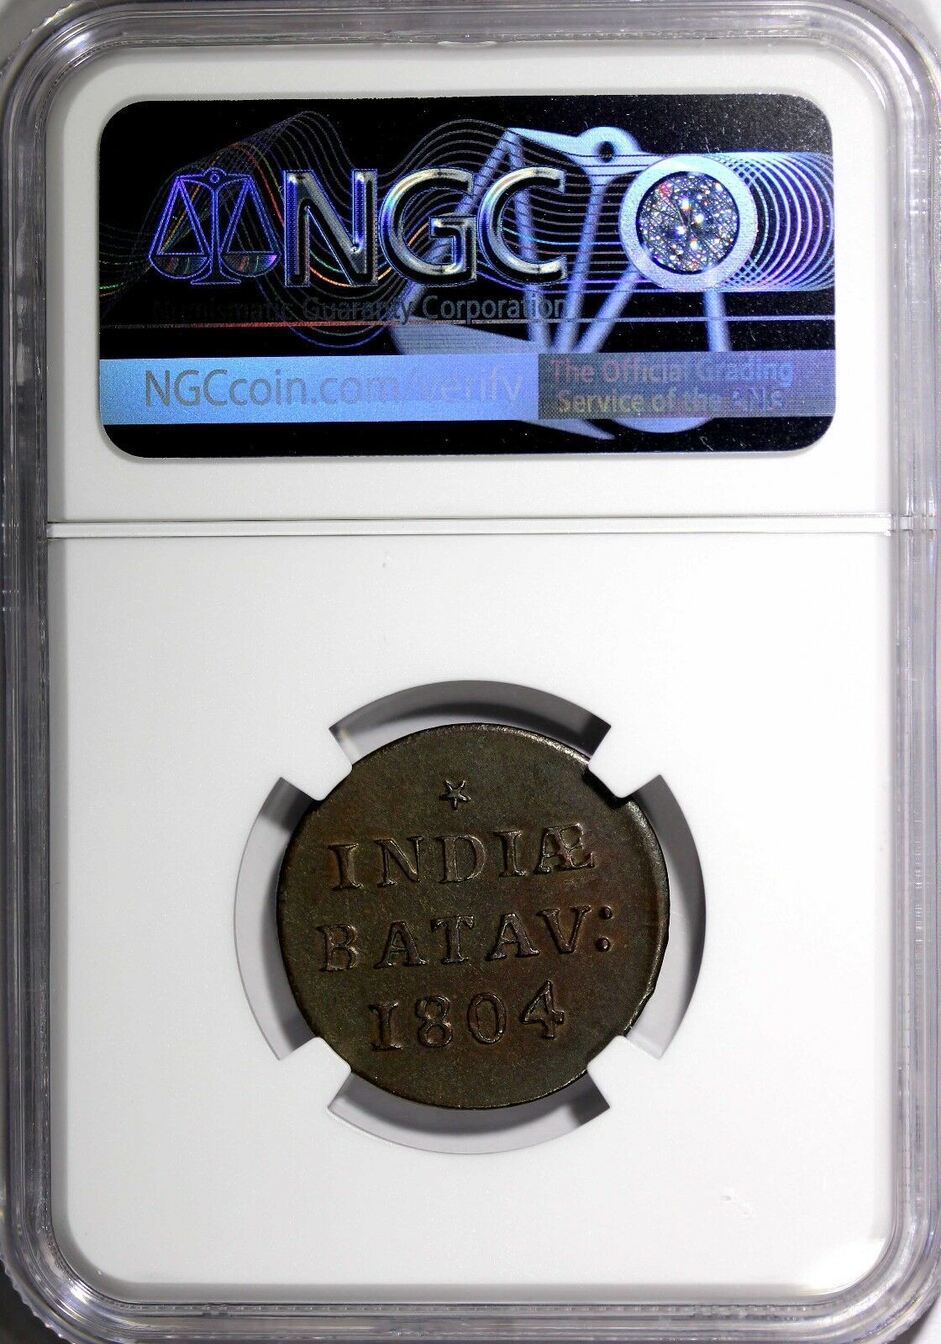 NGC
Numismatic Guaranty Corporation
NGCcoin.com/verify
The Official Grading
Service of the ANA
INDIÆ
BATAV:
1804